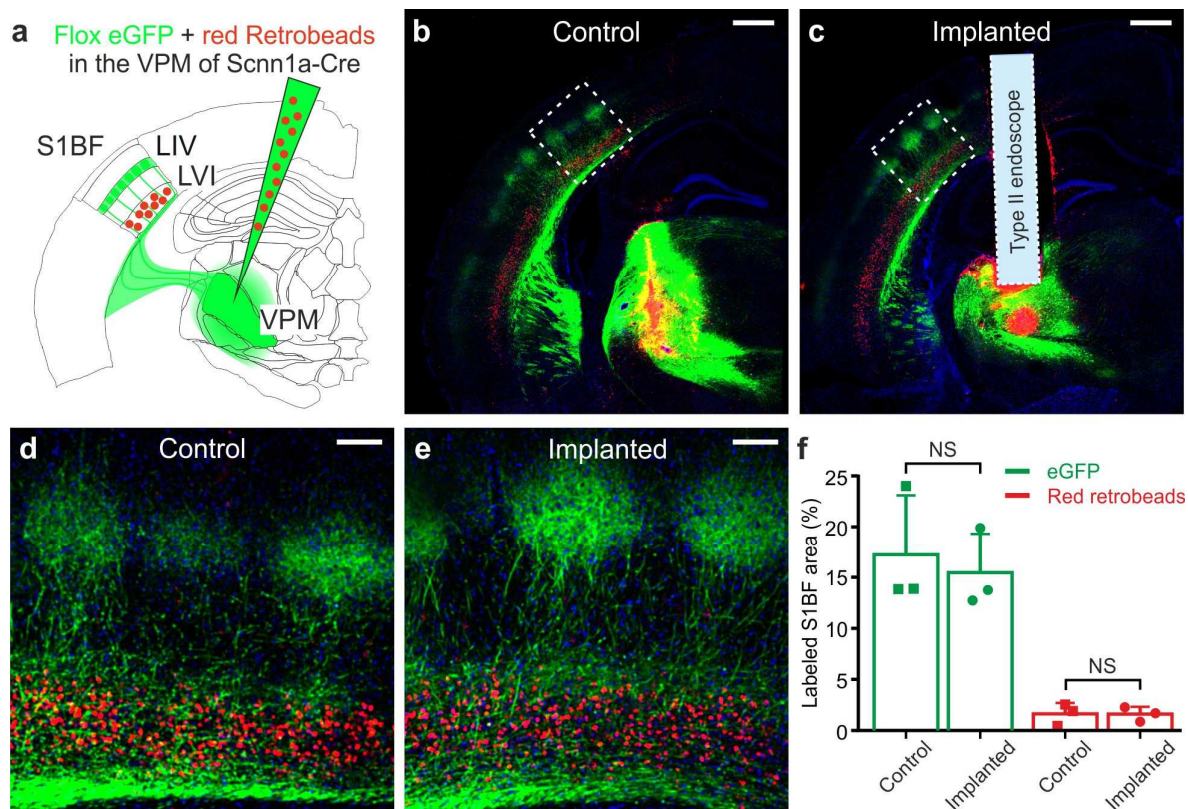 a
Flox eGFP + red Retrobeads
in the VPM of Scnn1a-Cre
S1BF
LIV
LVI
VPM
b
Control
c
Implanted
Type II endoscope
d
Control
e
Implanted
f
NS
eGFP
Red retrobeads
NS
Labeled S1BF area (%)
25
20
15
10
5
0
Control
Implanted
Control
Implanted